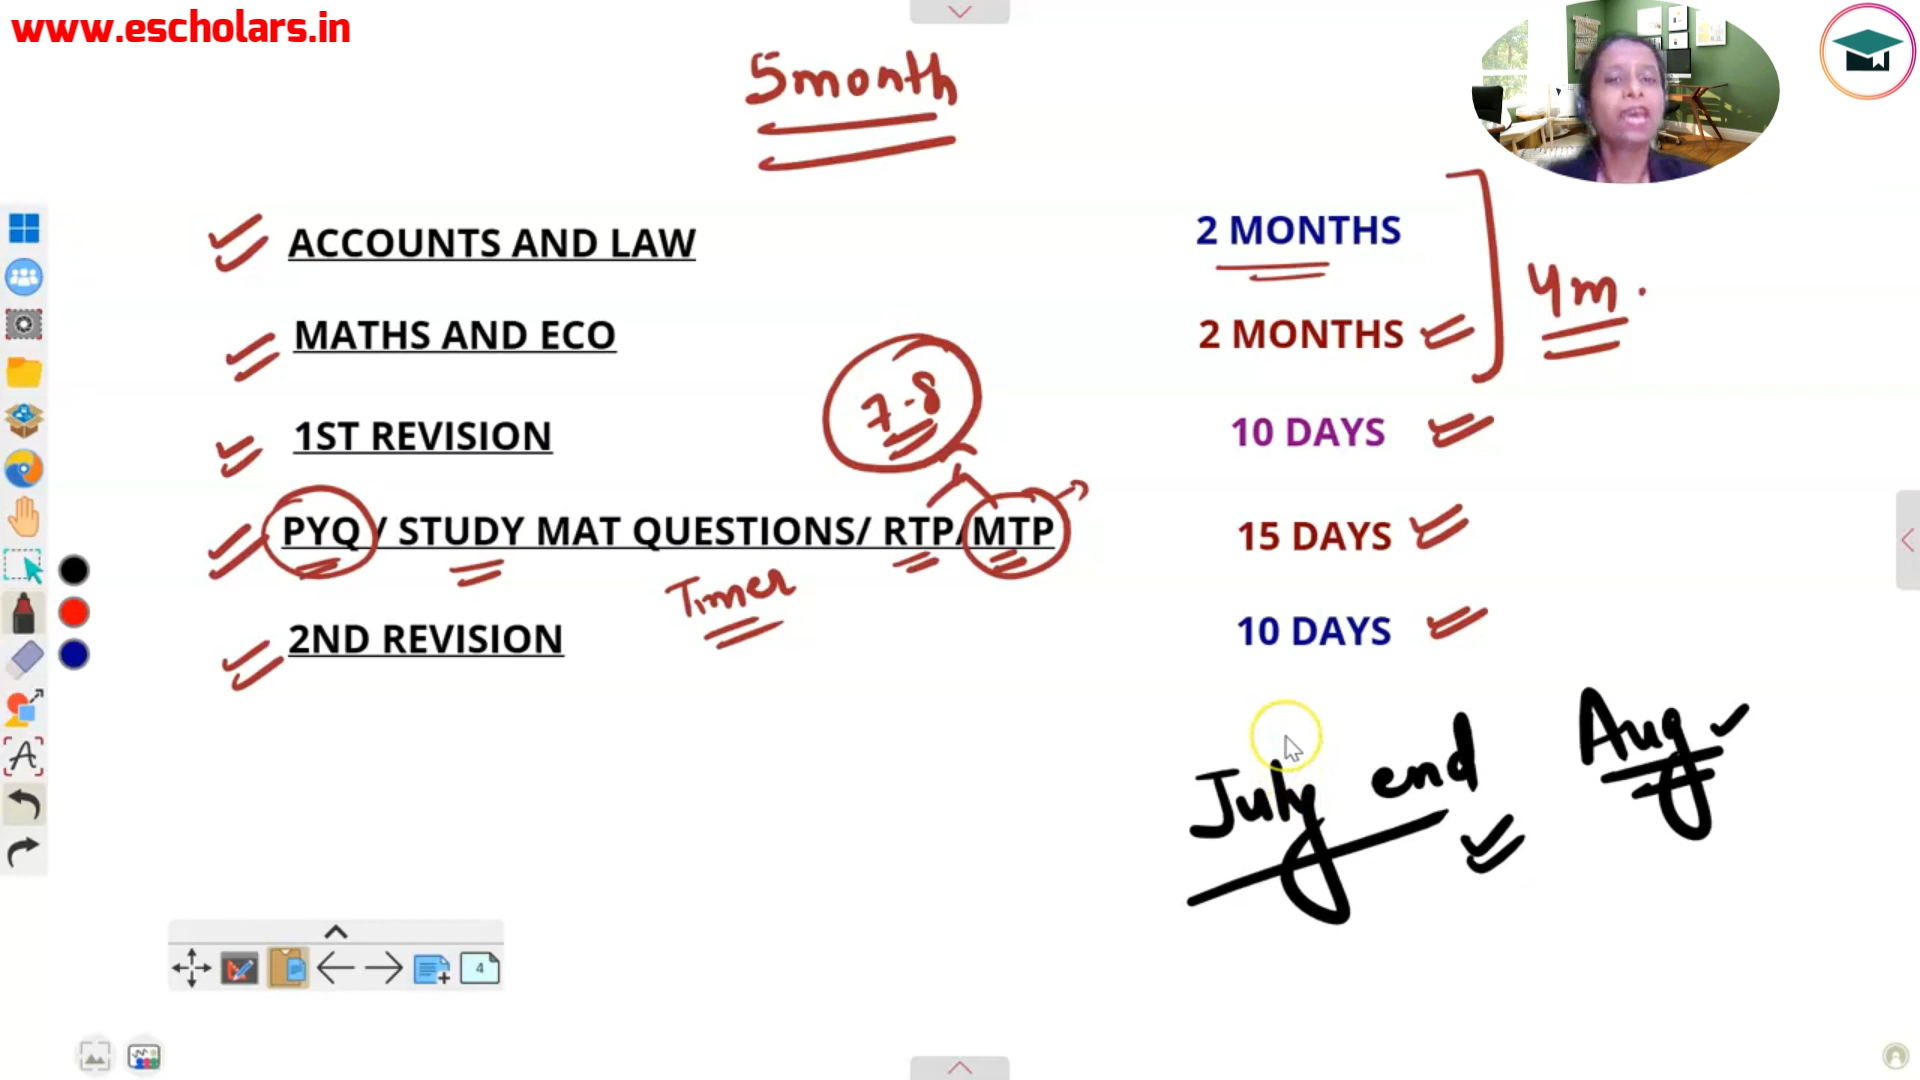 www.escholars.in
5month
ACCOUNTS AND LAW 2 MONTHS
4m.
MATHS AND ECO 2 MONTHS
7-8
1ST REVISION 10 DAYS
PYQ / STUDY MAT QUESTIONS/ RTP/MTP 15 DAYS
Timer
2ND REVISION 10 DAYS
July end Aug
4